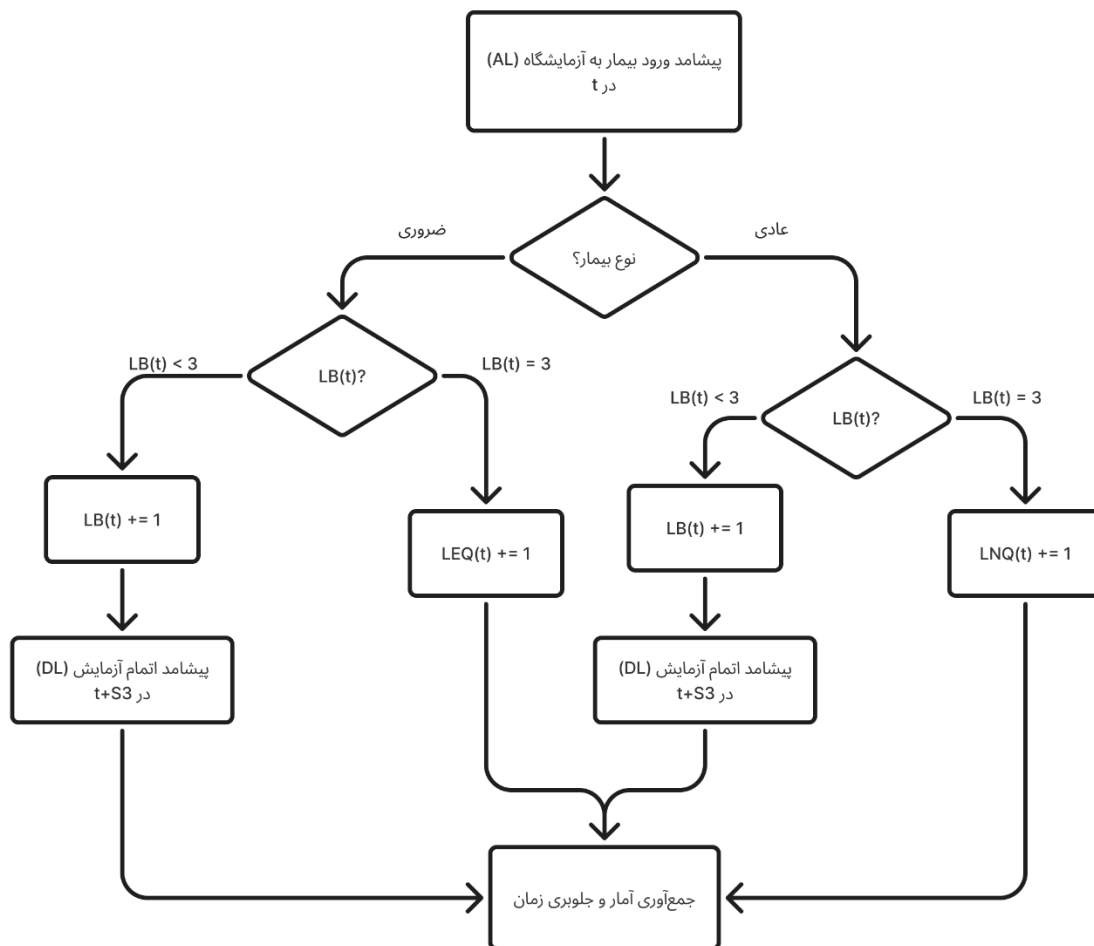 پیشامد ورود بیمار به آزمایشگاه (AL)
در t
ضروری
عادی
نوع بیمار؟
LB(t) < 3
LB(t)?
LB(t) = 3
LB(t) < 3
LB(t)?
LB(t) = 3
LB(t) += 1
LEQ(t) += 1
LB(t) += 1
LNQ(t) += 1
پیشامد اتمام آزمایش (DL)
در t+S3
پیشامد اتمام آزمایش (DL)
در t+S3
جمع‌آوری آمار و جلوبری زمان